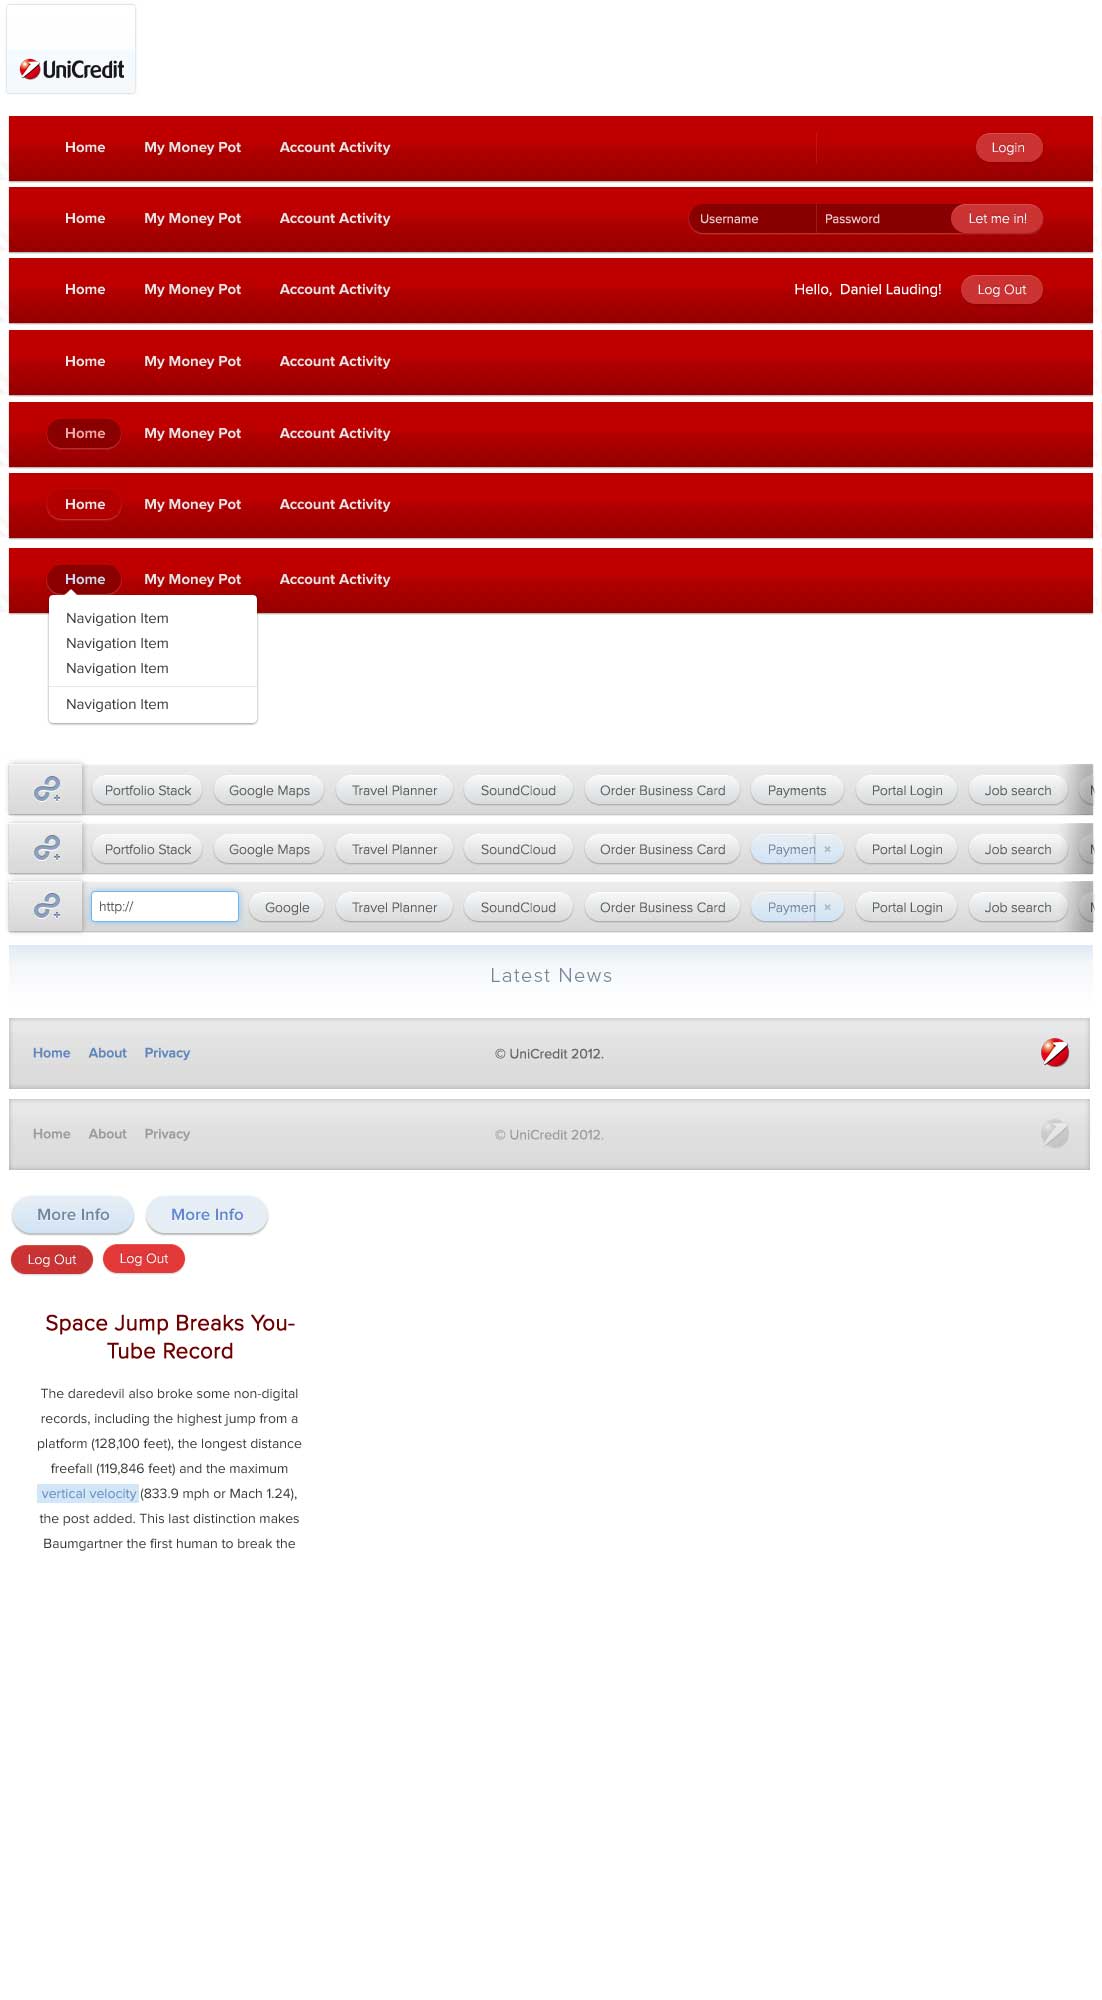 UniCredit
Home My Money Pot Account Activity Login
Home My Money Pot Account Activity Username Password Let me in!
Home My Money Pot Account Activity Hello, Daniel Lauding! Log Out
Home My Money Pot Account Activity
Home My Money Pot Account Activity
Home My Money Pot Account Activity
Home My Money Pot Account Activity
Navigation Item
Navigation Item
Navigation Item
Navigation Item
Portfolio Stack Google Maps Travel Planner SoundCloud Order Business Card Payments Portal Login Job search
Portfolio Stack Google Maps Travel Planner SoundCloud Order Business Card Paymen × Portal Login Job search
http:// Google Travel Planner SoundCloud Order Business Card Paymen × Portal Login Job search
Latest News
Home About Privacy © UniCredit 2012.
Home About Privacy © UniCredit 2012.
More Info More Info
Log Out Log Out
Space Jump Breaks You-
Tube Record
The daredevil also broke some non-digital
records, including the highest jump from a
platform (128,100 feet), the longest distance
freefall (119,846 feet) and the maximum
vertical velocity (833.9 mph or Mach 1.24),
the post added. This last distinction makes
Baumgartner the first human to break the